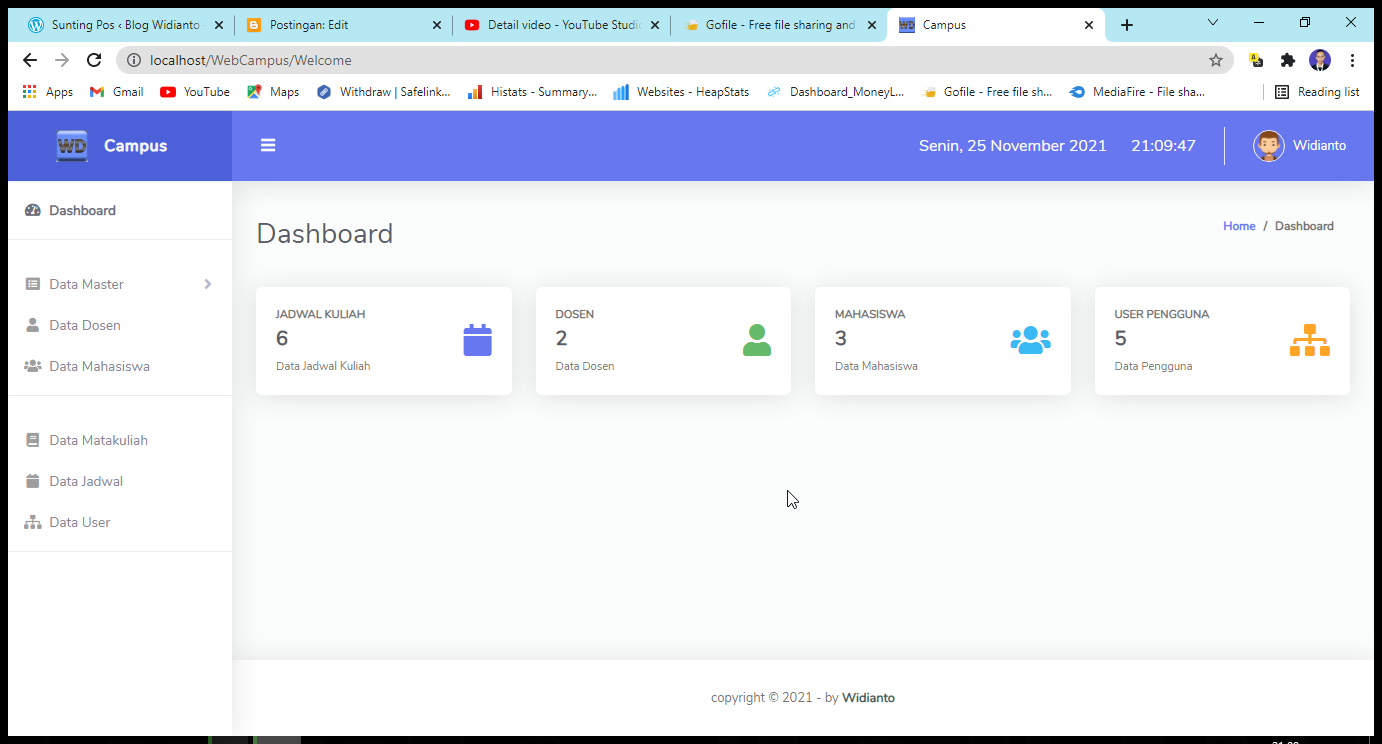 Sunting Pos ‹ Blog Widianto
Postingan: Edit
Detail video - YouTube Studio
Gofile - Free file sharing and
Campus
localhost/WebCampus/Welcome
Apps
Gmail
YouTube
Maps
Withdraw | Safelink...
Histats - Summary...
Websites - HeapStats
Dashboard_MoneyL...
Gofile - Free file sh...
MediaFire - File sha...
Reading list
WD
Campus
Senin, 25 November 2021
21:09:47
Widianto
Dashboard
Data Master
Data Dosen
Data Mahasiswa
Data Matakuliah
Data Jadwal
Data User
Dashboard
Home / Dashboard
JADWAL KULIAH
6
Data Jadwal Kuliah
DOSEN
2
Data Dosen
MAHASISWA
3
Data Mahasiswa
USER PENGGUNA
5
Data Pengguna
copyright © 2021 - by Widianto